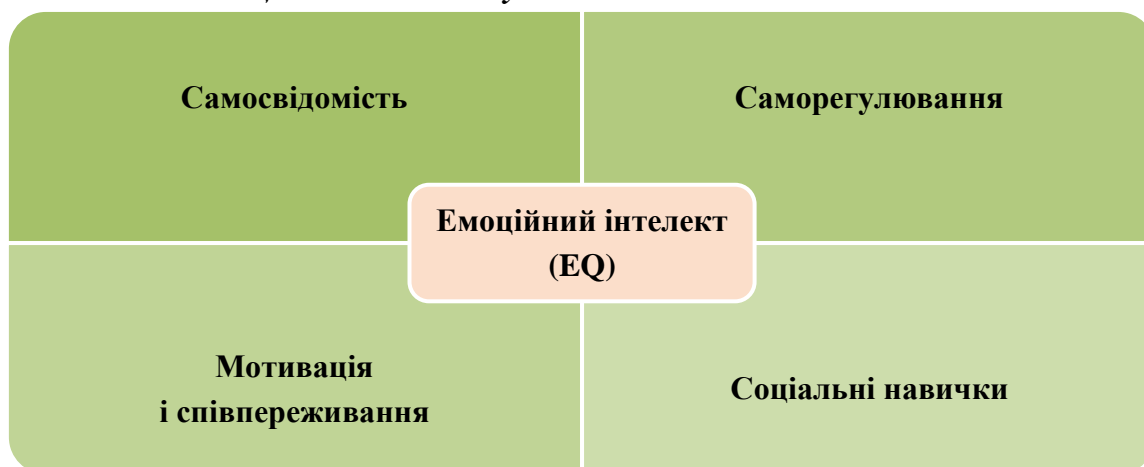 Самосвідомість
Саморегулювання
Емоційний інтелект
(EQ)
Мотивація
і співпереживання
Соціальні навички